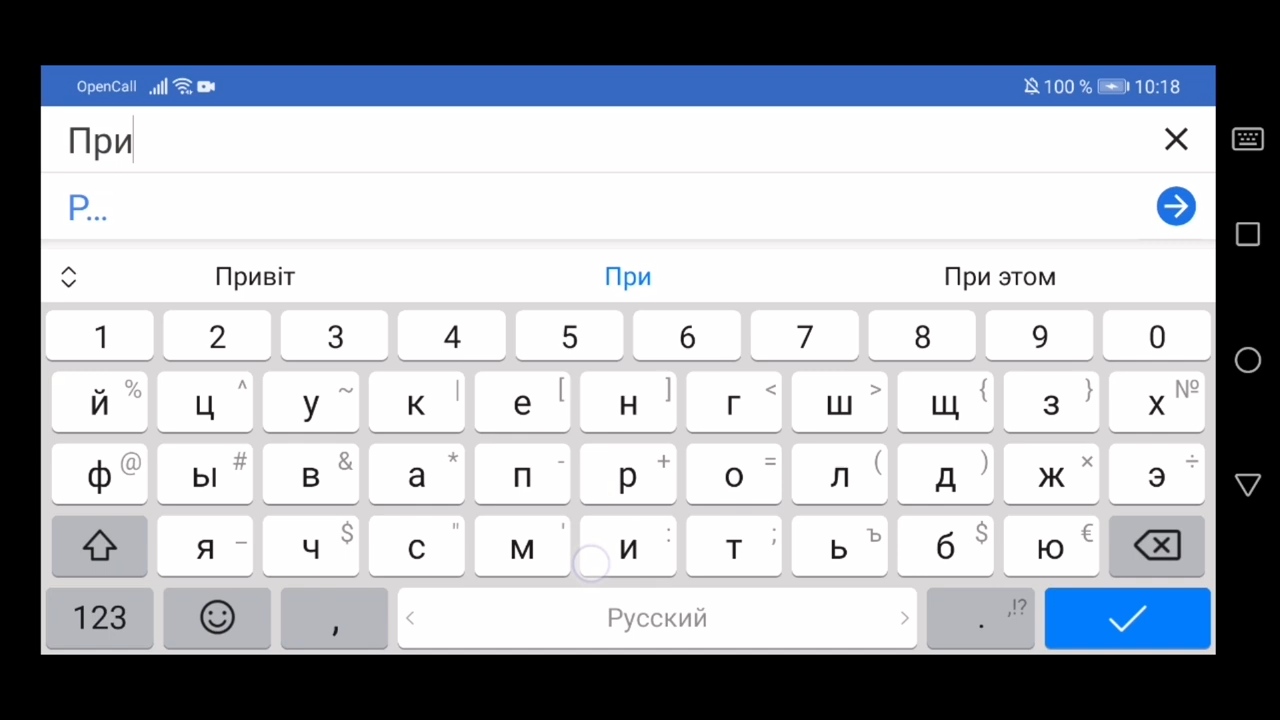 OpenCall 100 % 10:18
При
P...
Привіт При При этом
1 2 3 4 5 6 7 8 9 0
й % ц ^ у ~ к | е [ н ] г < ш > щ { з } х №
ф @ ы # в & а * п - р + о = л ( д ) ж × э ÷
я _ ч $ с " м ' и : т ; ь ъ б $ ю €
123 , < Русский > . ,!?